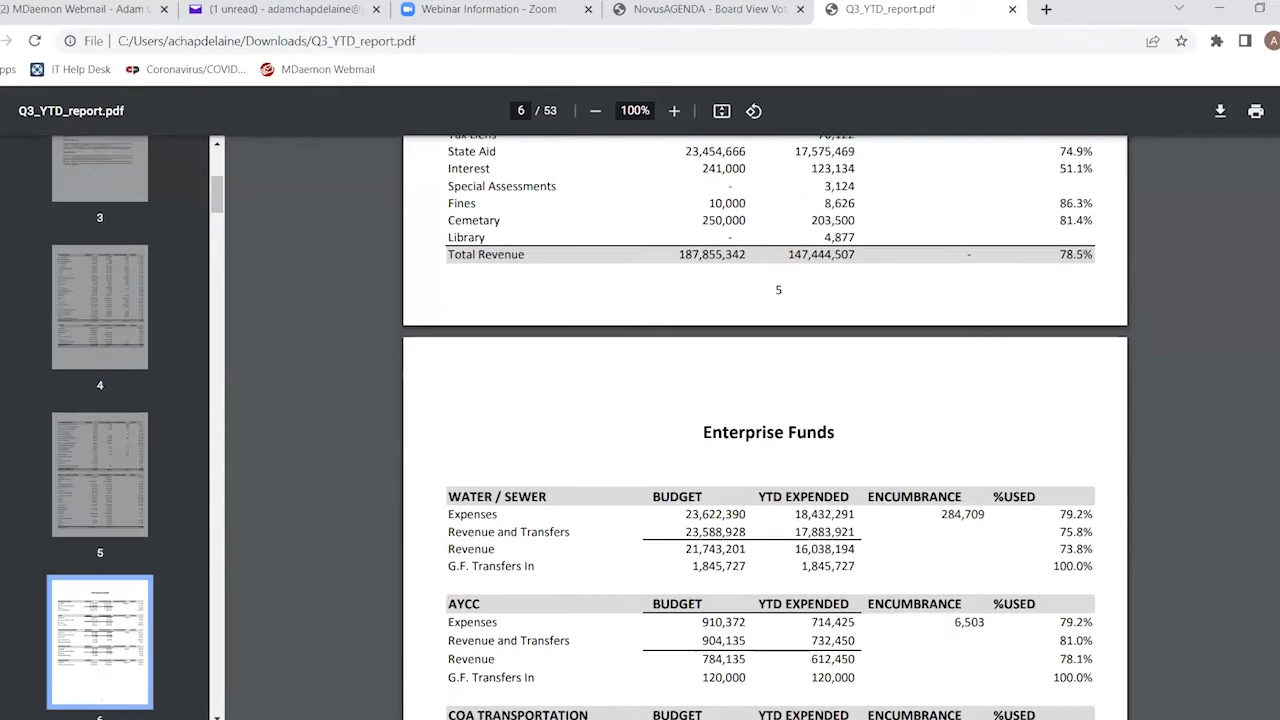 2) MDaemon Webmail - Adam C
(1 unread) - adamchapdelaine@
Webinar Information - Zoom
NovusAGENDA - Board View Vot
Q3_YTD_report.pdf
File C:/Users/achapdelaine/Downloads/Q3_YTD_report.pdf
A
pps IT Help Desk Coronavirus/COVID... MDaemon Webmail
Q3_YTD_report.pdf 6 / 53 100%
3
4
5
State Aid 23,454,666 17,575,469 74.9%
Interest 241,000 123,134 51.1%
Special Assessments - 3,124
Fines 10,000 8,626 86.3%
Cemetary 250,000 203,500 81.4%
Library - 4,877
Total Revenue 187,855,342 147,444,507 - 78.5%
5
Enterprise Funds
WATER / SEWER BUDGET YTD EXPENDED ENCUMBRANCE %USED
Expenses 23,622,390 18,432,291 284,709 79.2%
Revenue and Transfers 23,588,928 17,883,921 75.8%
Revenue 21,743,201 16,038,194 73.8%
G.F. Transfers In 1,845,727 1,845,727 100.0%
AYCC BUDGET YTD EXPENDED ENCUMBRANCE %USED
Expenses 910,372 6,503 79.2%
Revenue and Transfers 904,135 732,450 81.0%
Revenue 784,135 612,450 78.1%
G.F. Transfers In 120,000 120,000 100.0%
COA TRANSPORTATION BUDGET YTD EXPENDED ENCUMBRANCE %USED